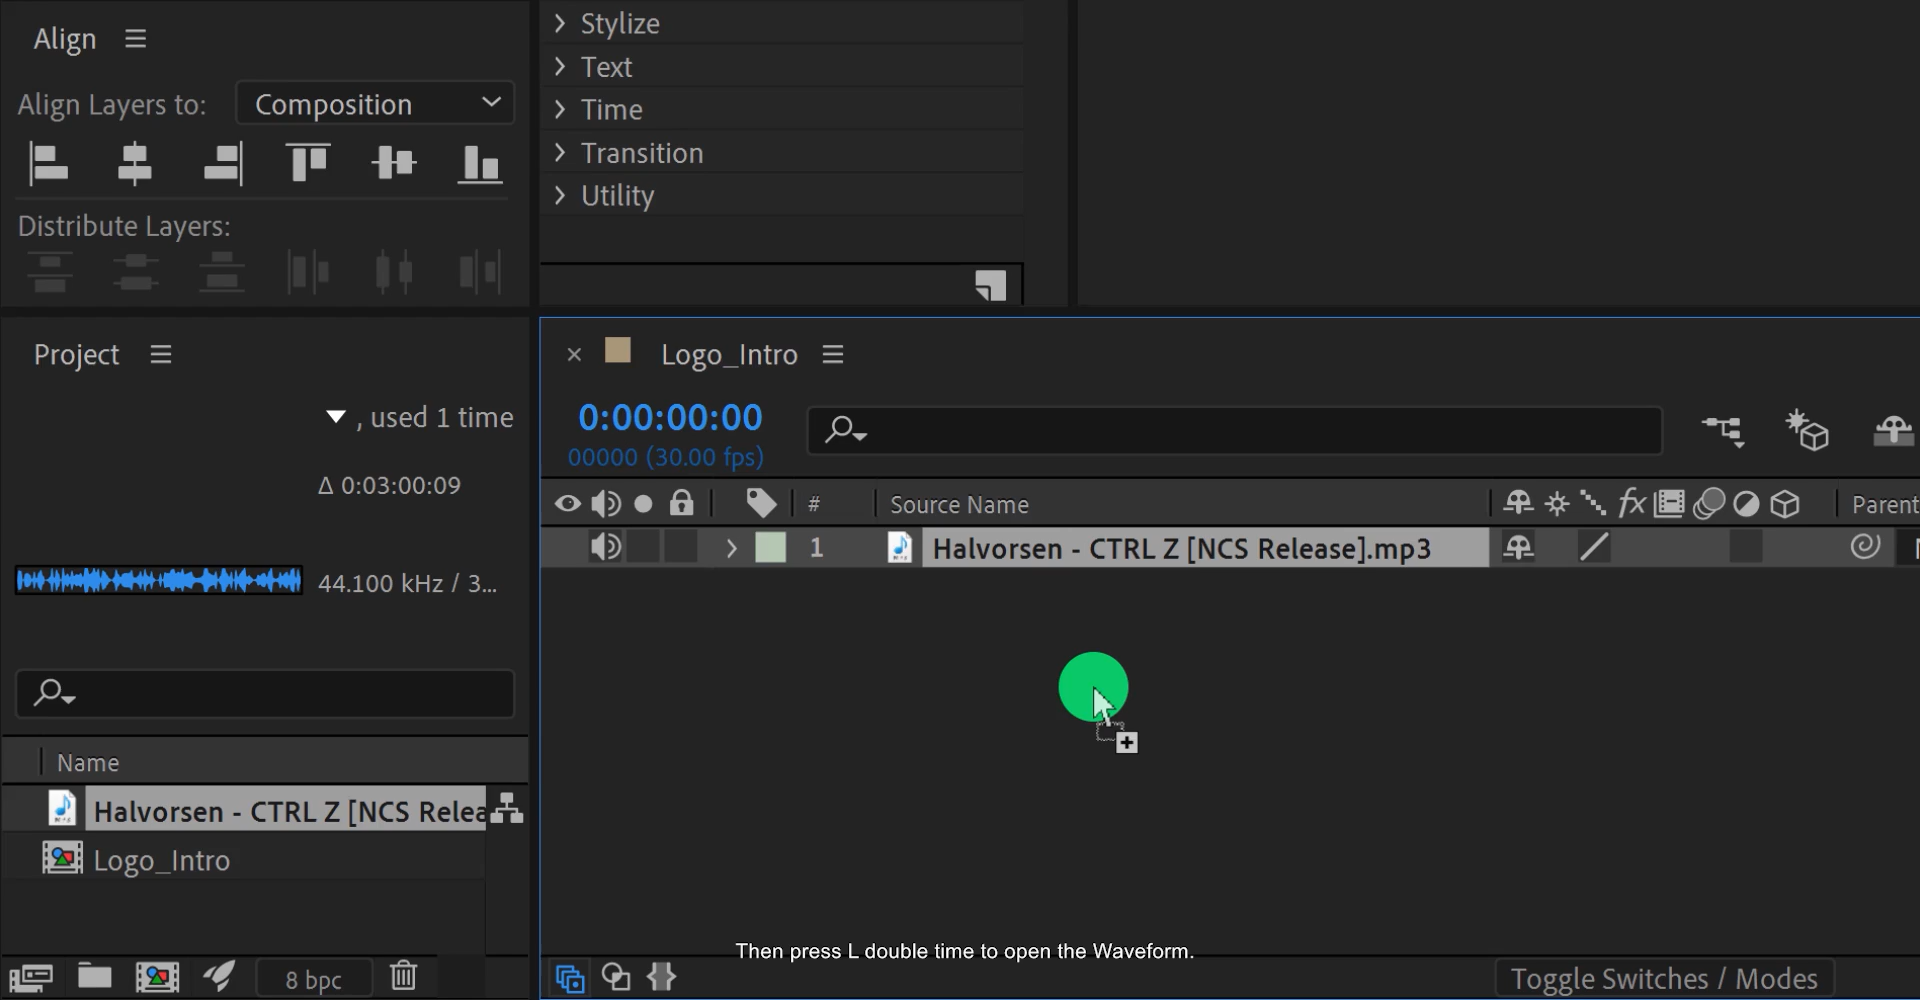 Align
Align Layers to:
Composition
Distribute Layers:
Stylize
Text
Time
Transition
Utility
Project
, used 1 time
Δ 0:03:00:09
44.100 kHz / 3...
Name
Halvorsen - CTRL Z [NCS Relea
Logo_Intro
8 bpc
Logo_Intro
0:00:00:00
00000 (30.00 fps)
#
Source Name
fx
Parent
1
Halvorsen - CTRL Z [NCS Release].mp3
Then press L double time to open the Waveform.
Toggle Switches / Modes